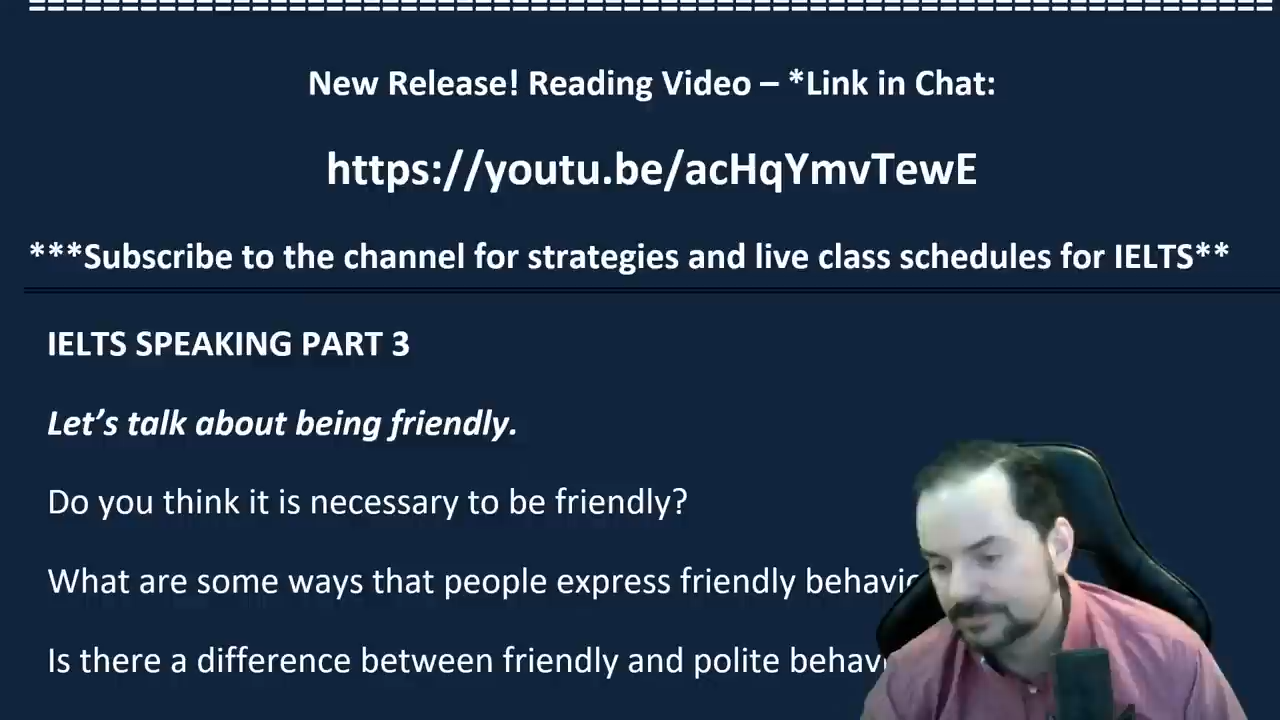 New Release! Reading Video – *Link in Chat:
https://youtu.be/acHqYmvTewE
***Subscribe to the channel for strategies and live class schedules for IELTS**
IELTS SPEAKING PART 3
Let's talk about being friendly.
Do you think it is necessary to be friendly?
What are some ways that people express friendly
Is there a difference between friendly and polite